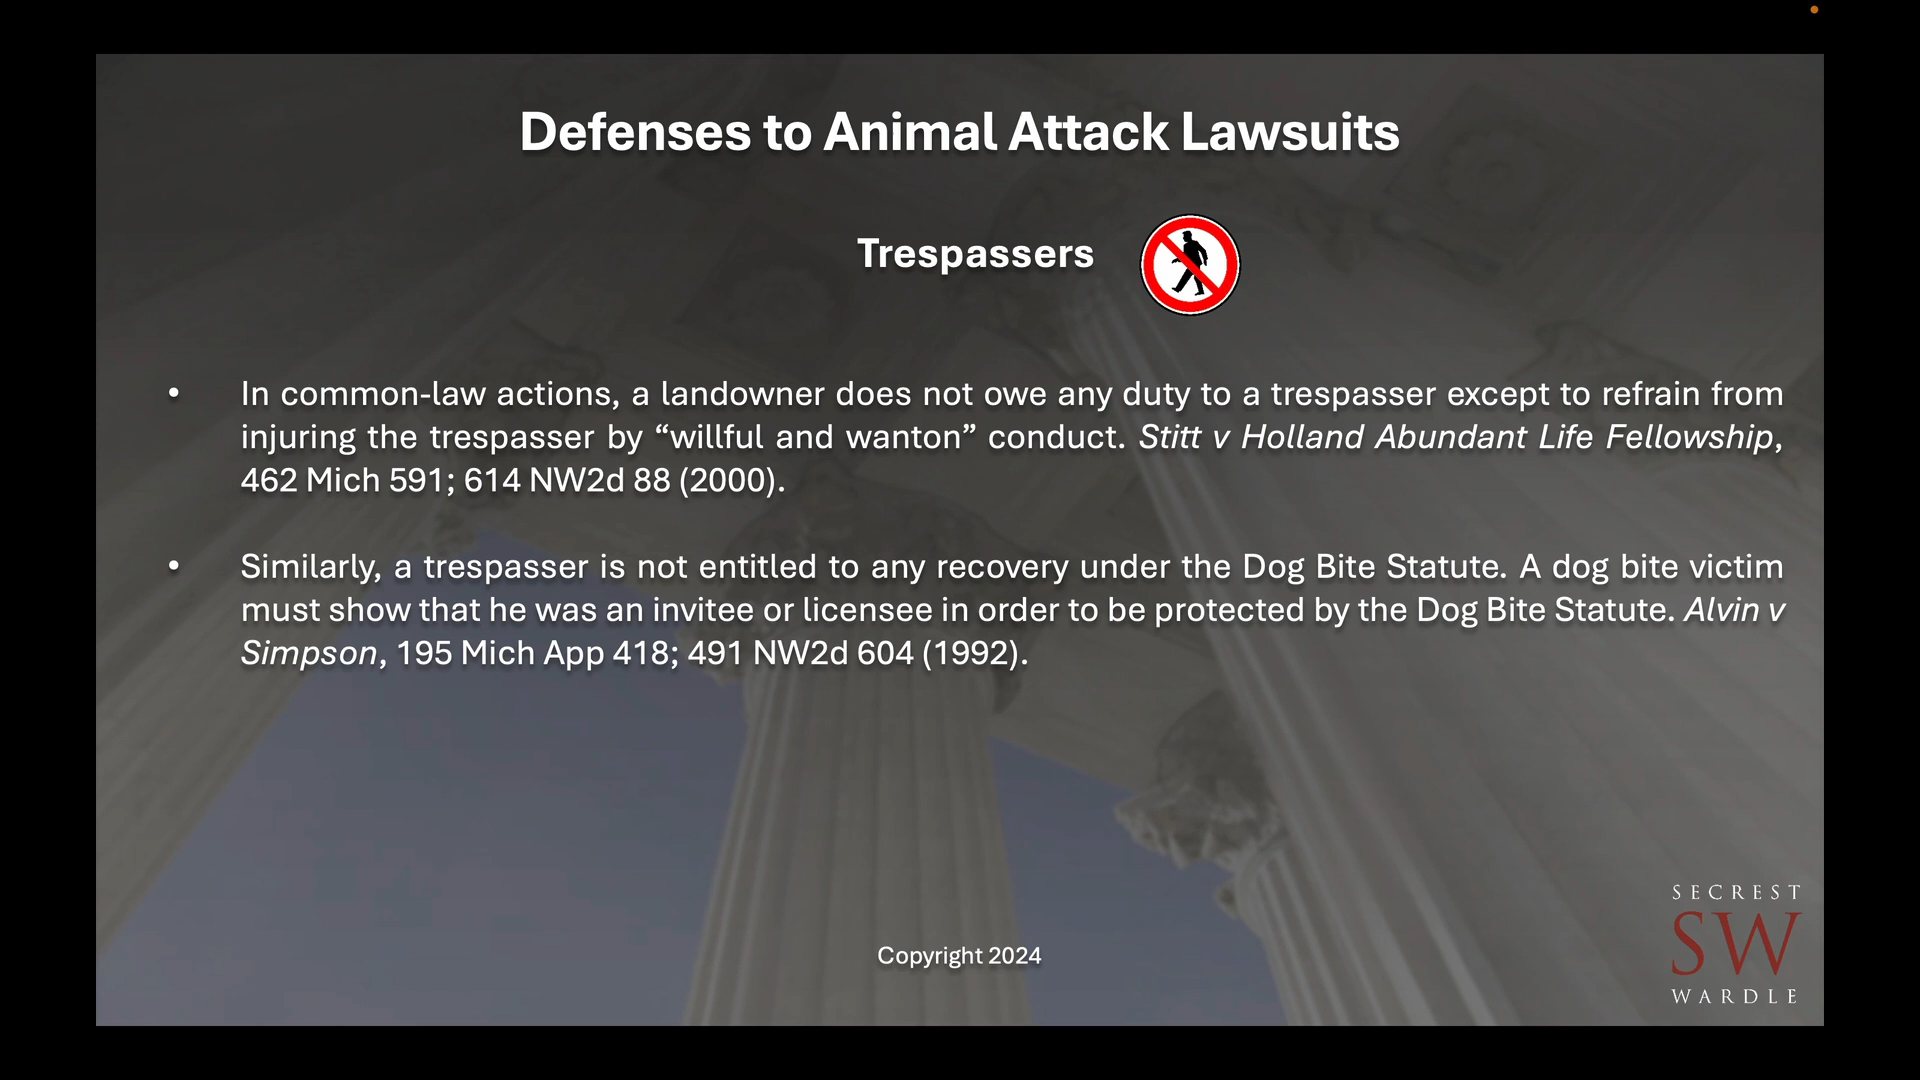 Defenses to Animal Attack Lawsuits
Trespassers
• In common-law actions, a landowner does not owe any duty to a trespasser except to refrain from
injuring the trespasser by “willful and wanton” conduct. Stitt v Holland Abundant Life Fellowship,
462 Mich 591; 614 NW2d 88 (2000).
• Similarly, a trespasser is not entitled to any recovery under the Dog Bite Statute. A dog bite victim
must show that he was an invitee or licensee in order to be protected by the Dog Bite Statute. Alvin v
Simpson, 195 Mich App 418; 491 NW2d 604 (1992).
Copyright 2024
SECREST
SW
WARDLE